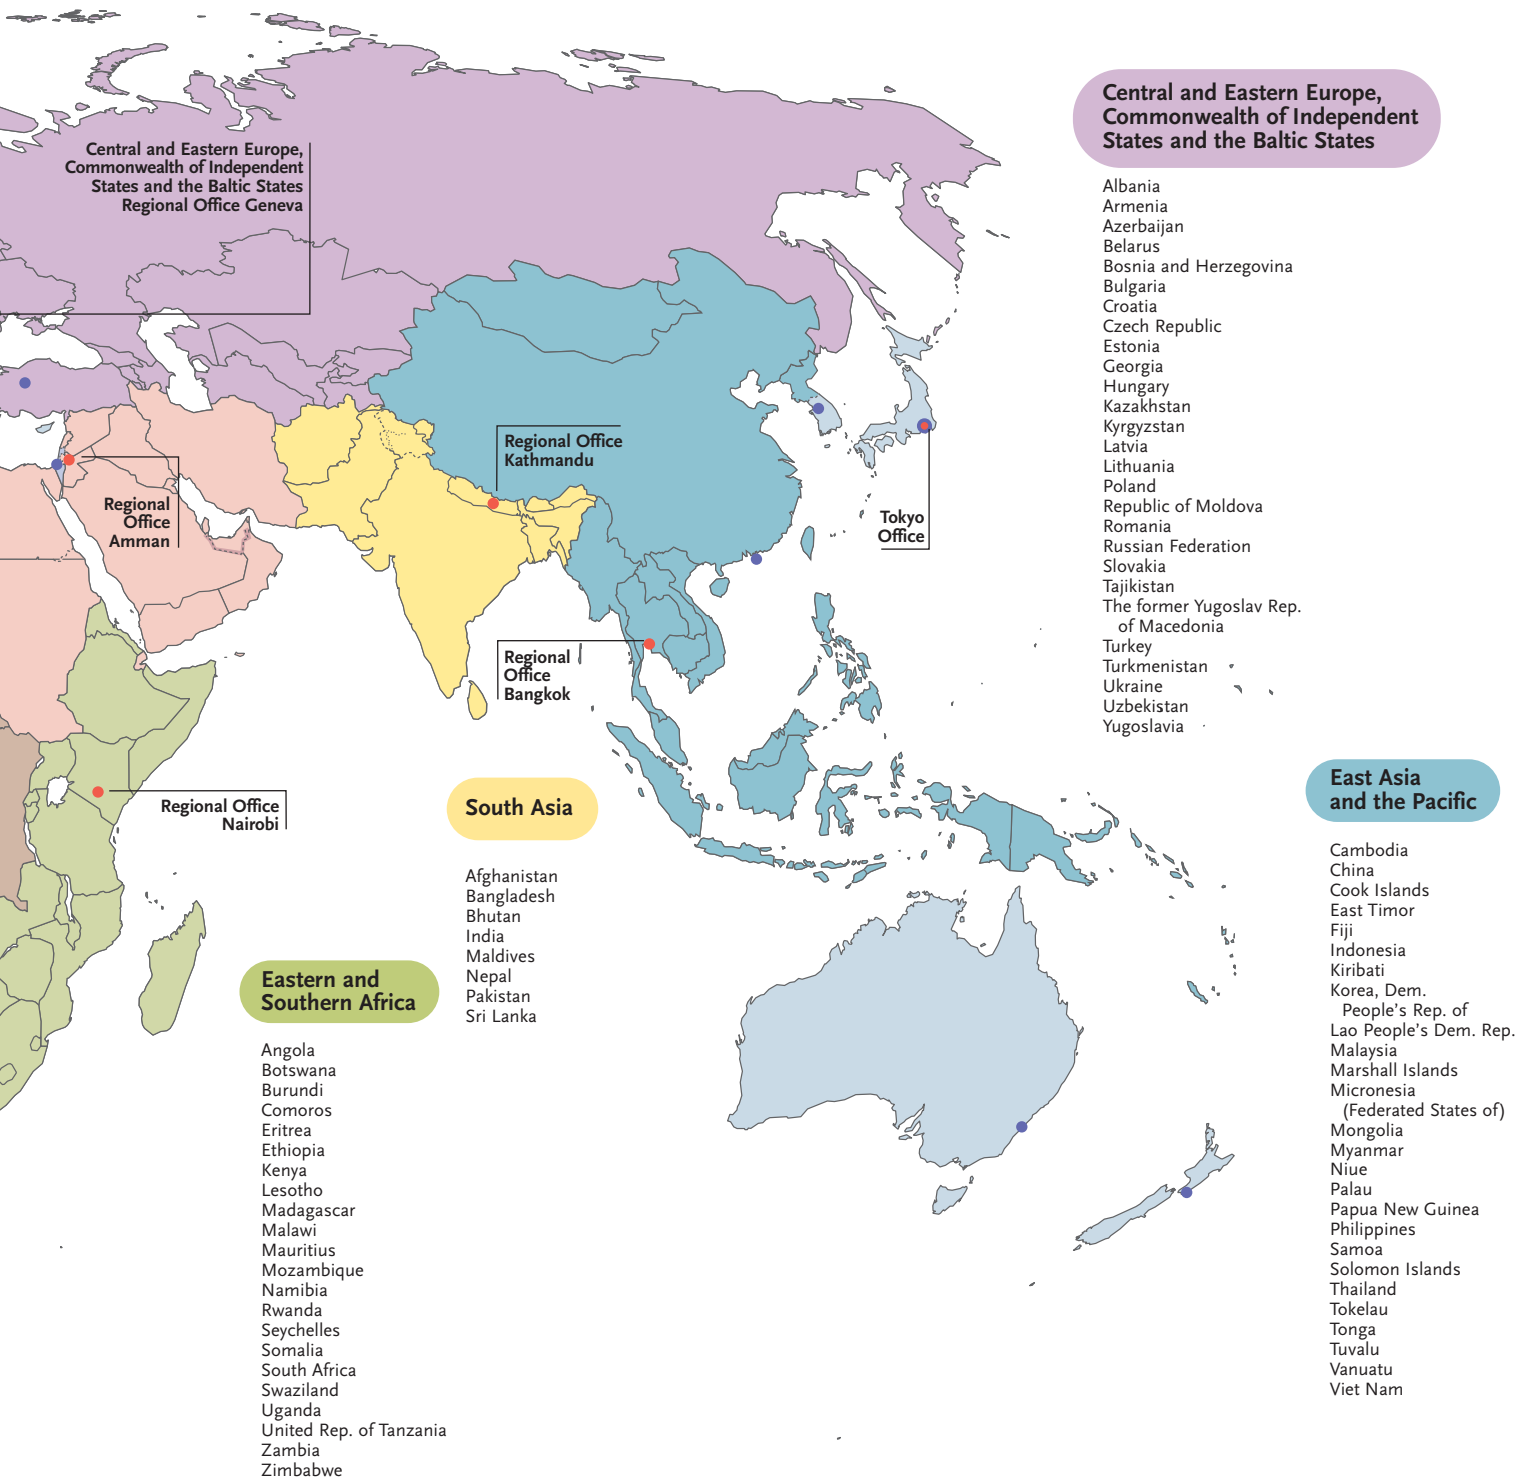 Central and Eastern Europe,
Commonwealth of Independent
States and the Baltic States
Regional Office Geneva
Regional
Office
Amman
Regional Office
Kathmandu
Regional
Office
Bangkok
Tokyo
Office
Regional Office
Nairobi
Central and Eastern Europe,
Commonwealth of Independent
States and the Baltic States
Albania
Armenia
Azerbaijan
Belarus
Bosnia and Herzegovina
Bulgaria
Croatia
Czech Republic
Estonia
Georgia
Hungary
Kazakhstan
Kyrgyzstan
Latvia
Lithuania
Poland
Republic of Moldova
Romania
Russian Federation
Slovakia
Tajikistan
The former Yugoslav Rep.
of Macedonia
Turkey
Turkmenistan
Ukraine
Uzbekistan
Yugoslavia
South Asia
Afghanistan
Bangladesh
Bhutan
India
Maldives
Nepal
Pakistan
Sri Lanka
Eastern and
Southern Africa
Angola
Botswana
Burundi
Comoros
Eritrea
Ethiopia
Kenya
Lesotho
Madagascar
Malawi
Mauritius
Mozambique
Namibia
Rwanda
Seychelles
Somalia
South Africa
Swaziland
Uganda
United Rep. of Tanzania
Zambia
Zimbabwe
East Asia
and the Pacific
Cambodia
China
Cook Islands
East Timor
Fiji
Indonesia
Kiribati
Korea, Dem.
People’s Rep. of
Lao People’s Dem. Rep.
Malaysia
Marshall Islands
Micronesia
(Federated States of)
Mongolia
Myanmar
Niue
Palau
Papua New Guinea
Philippines
Samoa
Solomon Islands
Thailand
Tokelau
Tonga
Tuvalu
Vanuatu
Viet Nam